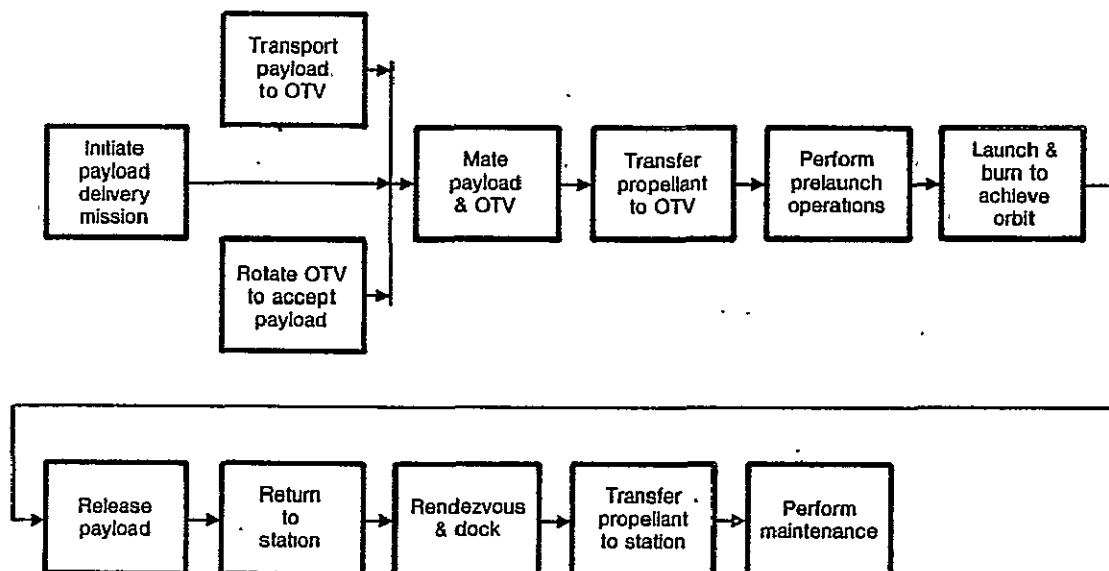 Transport
payload.
to OTV
Initiate
payload
delivery
mission
Rotate OTV
to accept
payload
Mate
payload
& OTV
Transfer
propellant
to OTV
Perform
prelaunch
operations
Launch &
burn to
achieve
orbit
Release
payload
Return
to
station
Rendezvous
& dock
Transfer
propellant
to station
Perform
maintenance